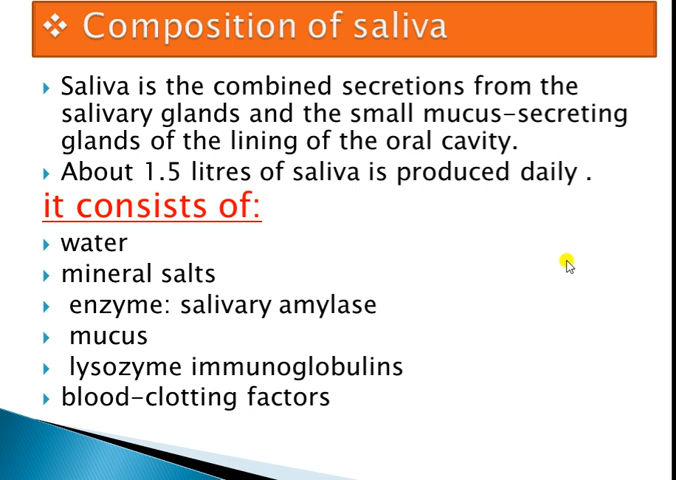 Composition of saliva
Saliva is the combined secretions from the
salivary glands and the small mucus-secreting
glands of the lining of the oral cavity.
About 1.5 litres of saliva is produced daily .
it consists of:
water
mineral salts
enzyme: salivary amylase
mucus
lysozyme immunoglobulins
blood-clotting factors